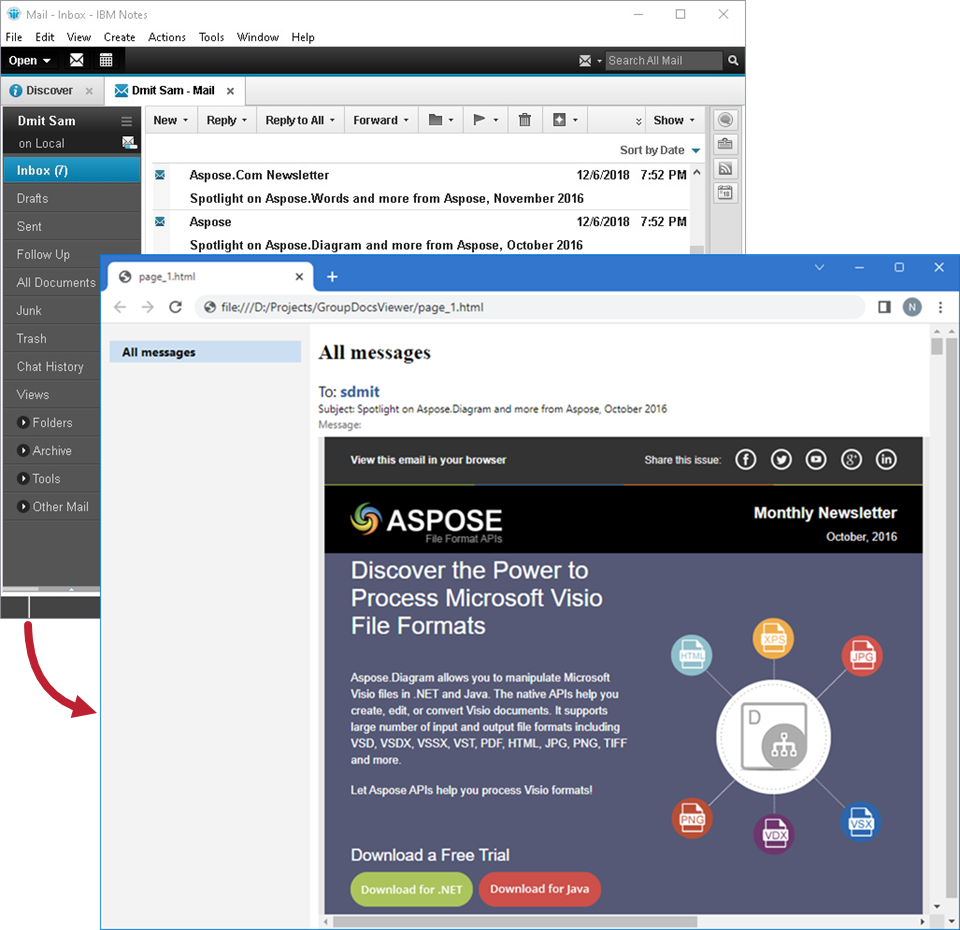 Mail - Inbox - IBM Notes
File Edit View Create Actions Tools Window Help
Open Search All Mail
Discover Dmit Sam - Mail
Dmit Sam
on Local
New Reply Reply to All Forward Show
Sort by Date
Inbox (7)
Drafts
Sent
Follow Up
All Documents
Junk
Trash
Chat History
Views
Folders
Archive
Tools
Other Mail
Aspose.Com Newsletter 12/6/2018 7:52 PM
Spotlight on Aspose.Words and more from Aspose, November 2016
Aspose 12/6/2018 7:52 PM
Spotlight on Aspose.Diagram and more from Aspose, October 2016
18
page_1.html
file:///D:/Projects/GroupDocsViewer/page_1.html
N
All messages
All messages
To: sdmit
Subject: Spotlight on Aspose.Diagram and more from Aspose, October 2016
Message:
View this email in your browser Share this issue:
ASPOSE
File Format APIs
Monthly Newsletter
October, 2016
Discover the Power to
Process Microsoft Visio
File Formats
Aspose.Diagram allows you to manipulate Microsoft
Visio files in .NET and Java. The native APIs help you
create, edit, or convert Visio documents. It supports
large number of input and output file formats including
VSD, VSDX, VSSX, VST, PDF, HTML, JPG, PNG, TIFF
and more.
Let Aspose APIs help you process Visio formats!
HTML
XPS
JPG
D
PNG
VDX
VSX
Download a Free Trial
Download for .NET Download for Java